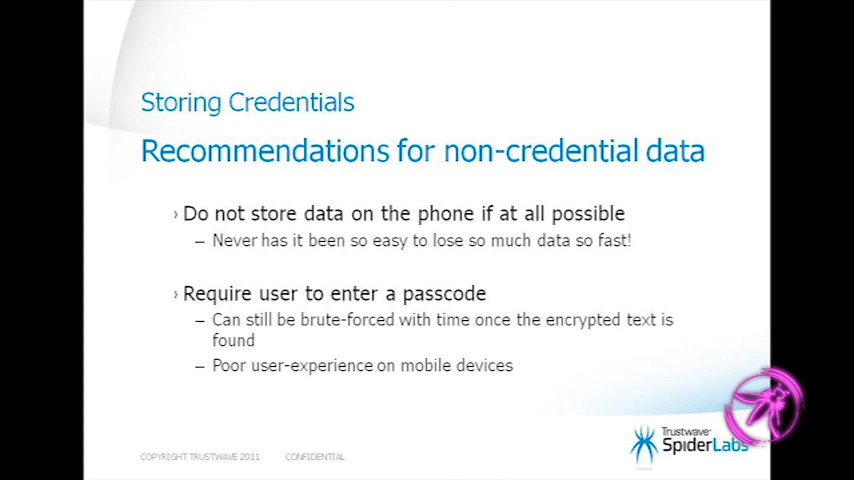 Storing Credentials
Recommendations for non-credential data
› Do not store data on the phone if at all possible
– Never has it been so easy to lose so much data so fast!
› Require user to enter a passcode
– Can still be brute-forced with time once the encrypted text is
found
– Poor user-experience on mobile devices
Trustwave®
SpiderLabs
COPYRIGHT TRUSTWAVE 2011 CONFIDENTIAL